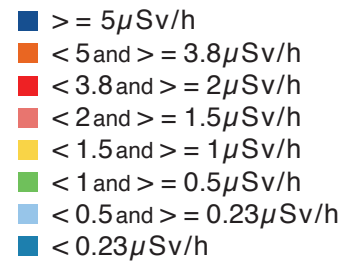 > = 5μSv/h
< 5 and > = 3.8μSv/h
< 3.8 and > = 2μSv/h
< 2 and > = 1.5μSv/h
< 1.5 and > = 1μSv/h
< 1 and > = 0.5μSv/h
< 0.5 and > = 0.23μSv/h
< 0.23μSv/h